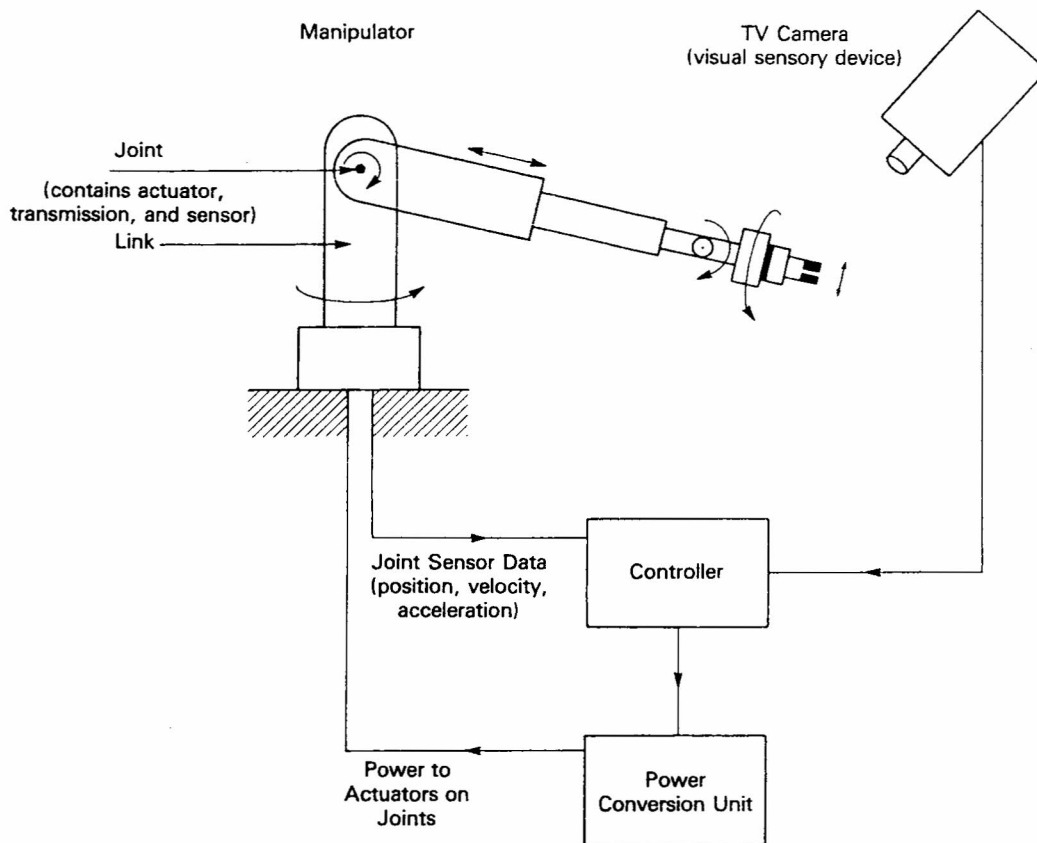 Manipulator
TV Camera
(visual sensory device)
Joint
(contains actuator,
transmission, and sensor)
Link
Joint Sensor Data
(position, velocity,
acceleration)
Controller
Power to
Actuators on
Joints
Power
Conversion Unit